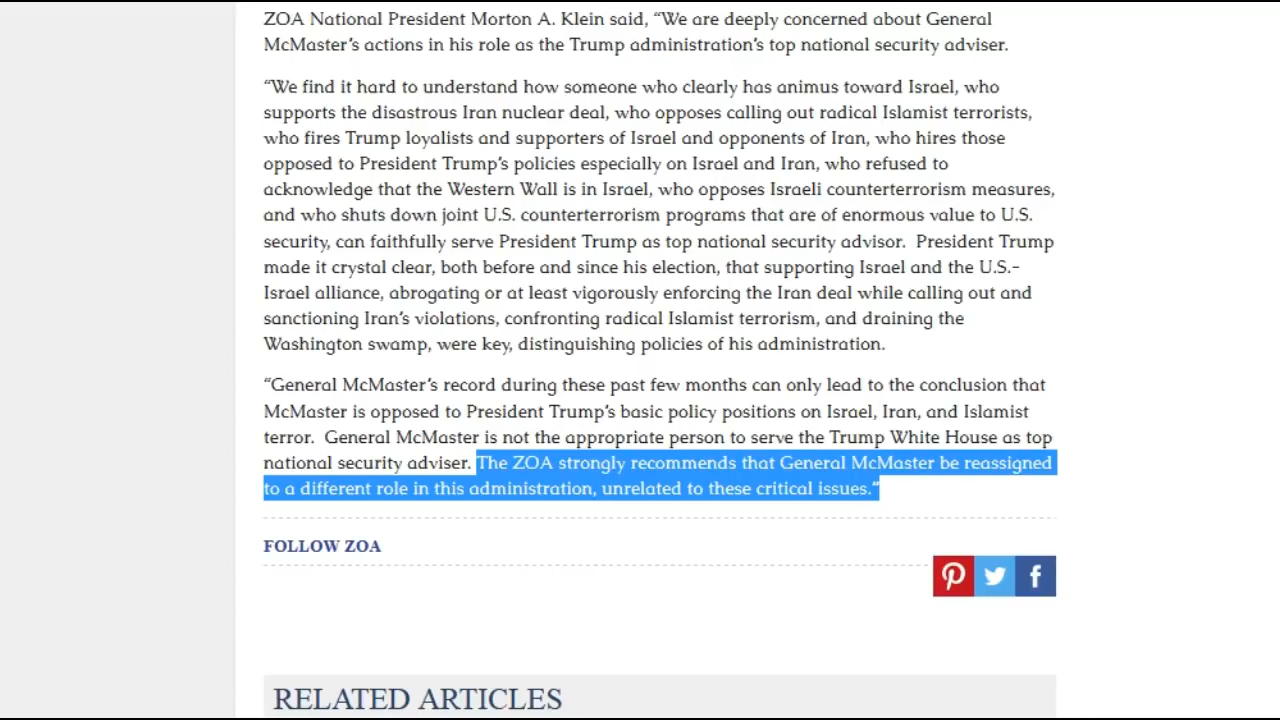 ZOA National President Morton A. Klein said, “We are deeply concerned about General
McMaster’s actions in his role as the Trump administration’s top national security adviser.
“We find it hard to understand how someone who clearly has animus toward Israel, who
supports the disastrous Iran nuclear deal, who opposes calling out radical Islamist terrorists,
who fires Trump loyalists and supporters of Israel and opponents of Iran, who hires those
opposed to President Trump’s policies especially on Israel and Iran, who refused to
acknowledge that the Western Wall is in Israel, who opposes Israeli counterterrorism measures,
and who shuts down joint U.S. counterterrorism programs that are of enormous value to U.S.
security, can faithfully serve President Trump as top national security advisor.  President Trump
made it crystal clear, both before and since his election, that supporting Israel and the U.S.-
Israel alliance, abrogating or at least vigorously enforcing the Iran deal while calling out and
sanctioning Iran’s violations, confronting radical Islamist terrorism, and draining the
Washington swamp, were key, distinguishing policies of his administration.
“General McMaster’s record during these past few months can only lead to the conclusion that
McMaster is opposed to President Trump’s basic policy positions on Israel, Iran, and Islamist
terror.  General McMaster is not the appropriate person to serve the Trump White House as top
national security adviser. The ZOA strongly recommends that General McMaster be reassigned
to a different role in this administration, unrelated to these critical issues.”
FOLLOW ZOA
RELATED ARTICLES